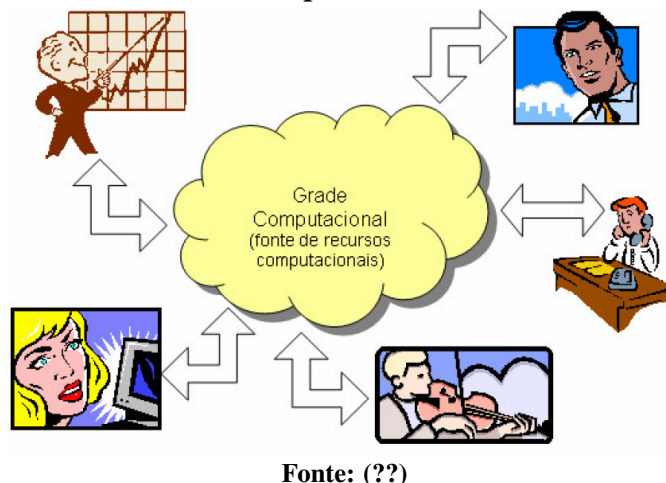 Grade
Computacional
(fonte de recursos
computacionais)
Fonte: (??)